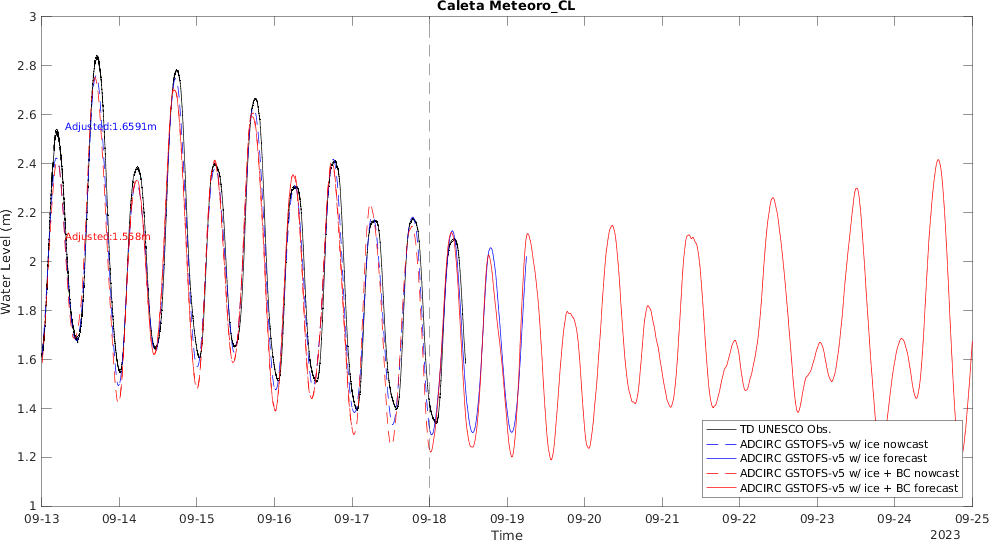 Caleta Meteoro_CL
3
2.8
2.6
2.4
2.2
2
1.8
1.6
1.4
1.2
1
Water Level (m)
Adjusted:1.6591m
Adjusted:1.558m
TD UNESCO Obs.
ADCIRC GSTOFS-v5 w/ ice nowcast
ADCIRC GSTOFS-v5 w/ ice forecast
ADCIRC GSTOFS-v5 w/ ice + BC nowcast
ADCIRC GSTOFS-v5 w/ ice + BC forecast
09-13 09-14 09-15 09-16 09-17 09-18 09-19 09-20 09-21 09-22 09-23 09-24 09-25
Time
2023